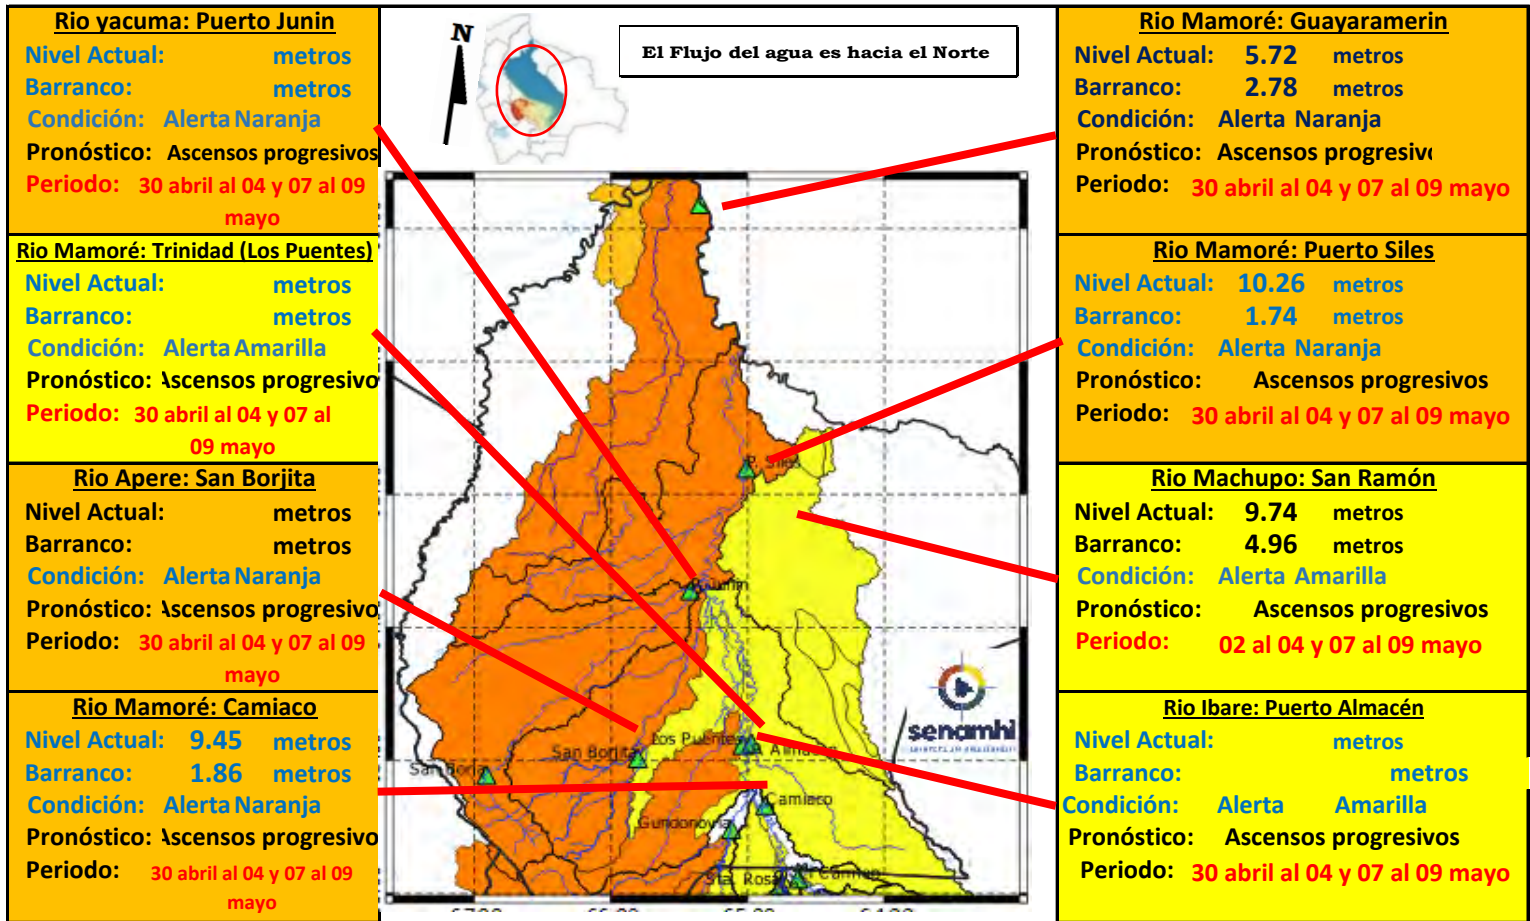 Rio yacuma: Puerto Junin
Nivel Actual: metros
Barranco: metros
Condición: Alerta Naranja
Pronóstico: Ascensos progresivos
Periodo: 30 abril al 04 y 07 al 09
mayo
Rio Mamoré: Trinidad (Los Puentes)
Nivel Actual: metros
Barranco: metros
Condición: Alerta Amarilla
Pronóstico: Ascensos progresivo
Periodo: 30 abril al 04 y 07 al
09 mayo
Rio Apere: San Borjita
Nivel Actual: metros
Barranco: metros
Condición: Alerta Naranja
Pronóstico: Ascensos progresivo
Periodo: 30 abril al 04 y 07 al 09
mayo
Rio Mamoré: Camiaco
Nivel Actual: 9.45 metros
Barranco: 1.86 metros
Condición: Alerta Naranja
Pronóstico: Ascensos progresivo
Periodo: 30 abril al 04 y 07 al 09
mayo
N
El Flujo del agua es hacia el Norte
P. Siles
P. Junin
Los Puentes
P. Almacen
San Borjita
San Borja
Camiaco
Gundonovia
Sta. Rosa
senamhi
Rio Mamoré: Guayaramerin
Nivel Actual: 5.72 metros
Barranco: 2.78 metros
Condición: Alerta Naranja
Pronóstico: Ascensos progresiv
Periodo: 30 abril al 04 y 07 al 09 mayo
Rio Mamoré: Puerto Siles
Nivel Actual: 10.26 metros
Barranco: 1.74 metros
Condición: Alerta Naranja
Pronóstico: Ascensos progresivos
Periodo: 30 abril al 04 y 07 al 09 mayo
Rio Machupo: San Ramón
Nivel Actual: 9.74 metros
Barranco: 4.96 metros
Condición: Alerta Amarilla
Pronóstico: Ascensos progresivos
Periodo: 02 al 04 y 07 al 09 mayo
Rio Ibare: Puerto Almacén
Nivel Actual: metros
Barranco: metros
Condición: Alerta Amarilla
Pronóstico: Ascensos progresivos
Periodo: 30 abril al 04 y 07 al 09 mayo